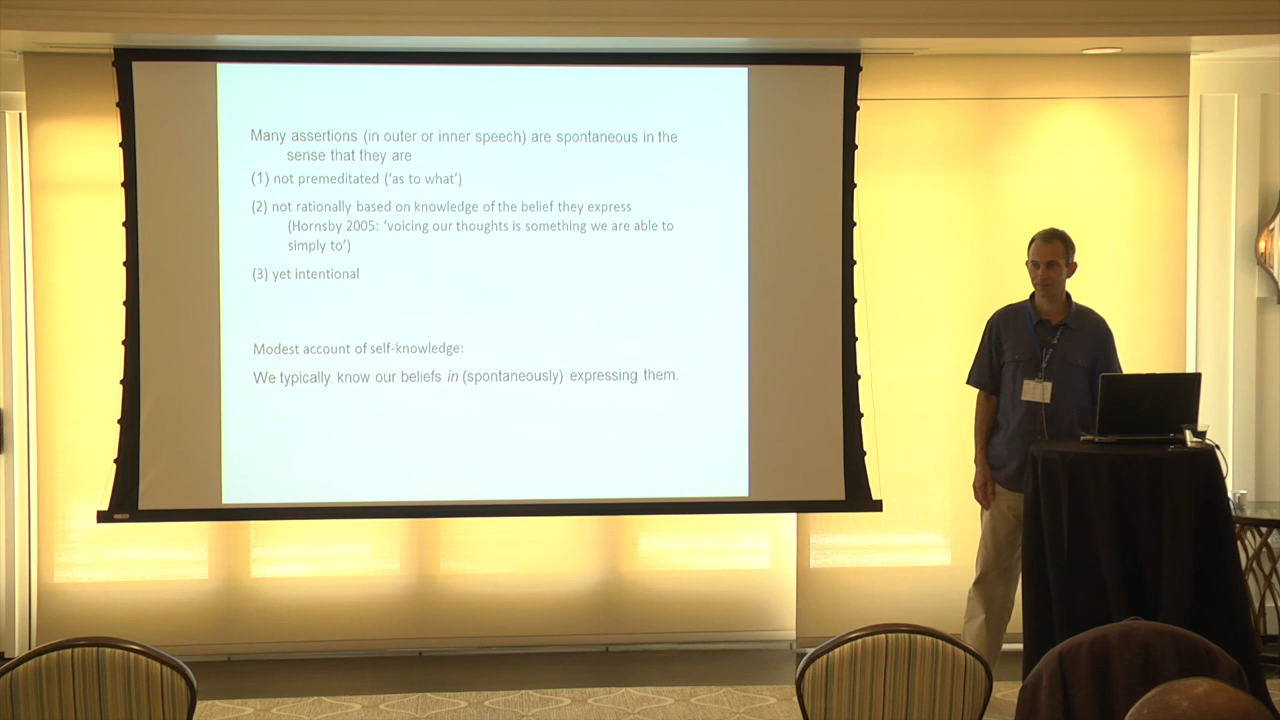 Many assertions (in outer or inner speech) are spontaneous in the
sense that they are
(1) not premeditated ('as to what')
(2) not rationally based on knowledge of the belief they express
(Hornsby 2005: 'voicing our thoughts is something we are able to
simply to')
(3) yet intentional
Modest account of self-knowledge:
We typically know our beliefs in (spontaneously) expressing them.